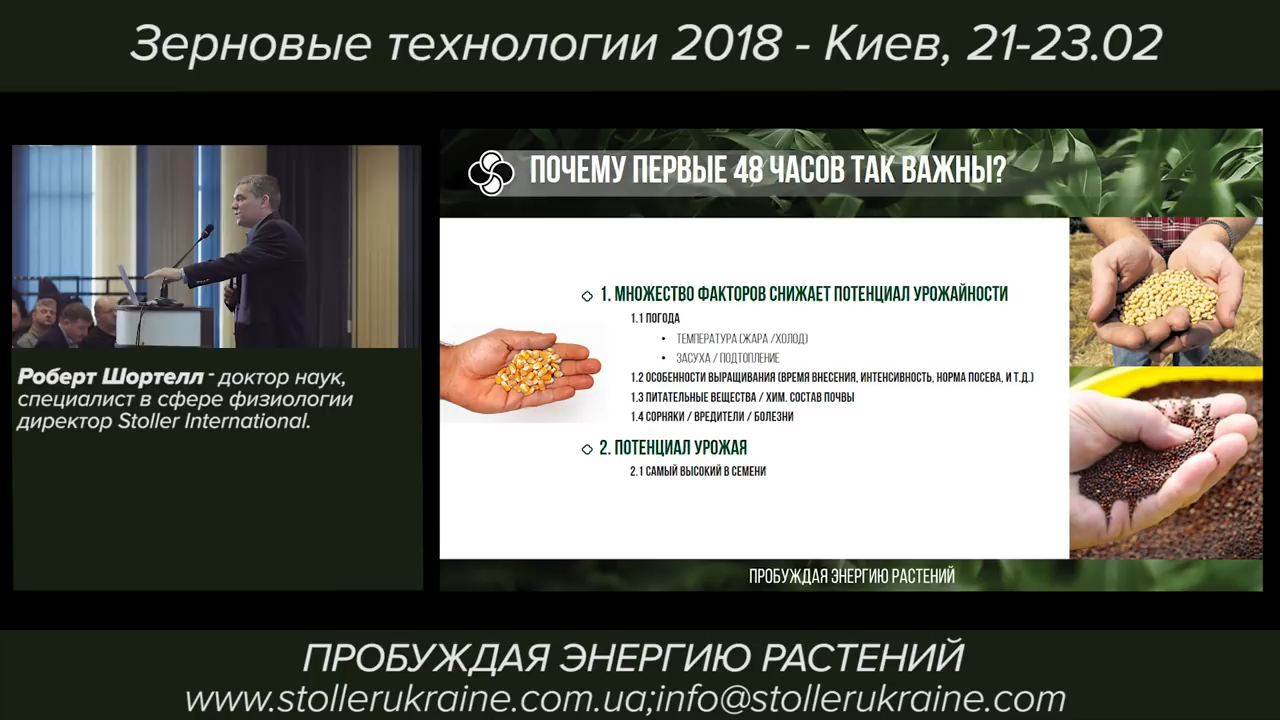 Зерновые технологии 2018 - Киев, 21-23.02
ПОЧЕМУ ПЕРВЫЕ 48 ЧАСОВ ТАК ВАЖНЫ?
1. МНОЖЕСТВО ФАКТОРОВ СНИЖАЕТ ПОТЕНЦИАЛ УРОЖАЙНОСТИ
1.1 ПОГОДА
• ТЕМПЕРАТУРА (ЖАРА /ХОЛОД)
• ЗАСУХА / ПОДТОПЛЕНИЕ
1.2 ОСОБЕННОСТИ ВЫРАЩИВАНИЯ (ВРЕМЯ ВНЕСЕНИЯ, ИНТЕНСИВНОСТЬ, НОРМА ПОСЕВА, И Т.Д.)
1.3 ПИТАТЕЛЬНЫЕ ВЕЩЕСТВА / ХИМ. СОСТАВ ПОЧВЫ
1.4 СОРНЯКИ / ВРЕДИТЕЛИ / БОЛЕЗНИ
2. ПОТЕНЦИАЛ УРОЖАЯ
2.1 САМЫЙ ВЫСОКИЙ В СЕМЕНИ
ПРОБУЖДАЯ ЭНЕРГИЮ РАСТЕНИЙ
Роберт Шортелл - доктор наук,
специалист в сфере физиологии
директор Stoller International.
ПРОБУЖДАЯ ЭНЕРГИЮ РАСТЕНИЙ
www.stollerukraine.com.ua;info@stollerukraine.com